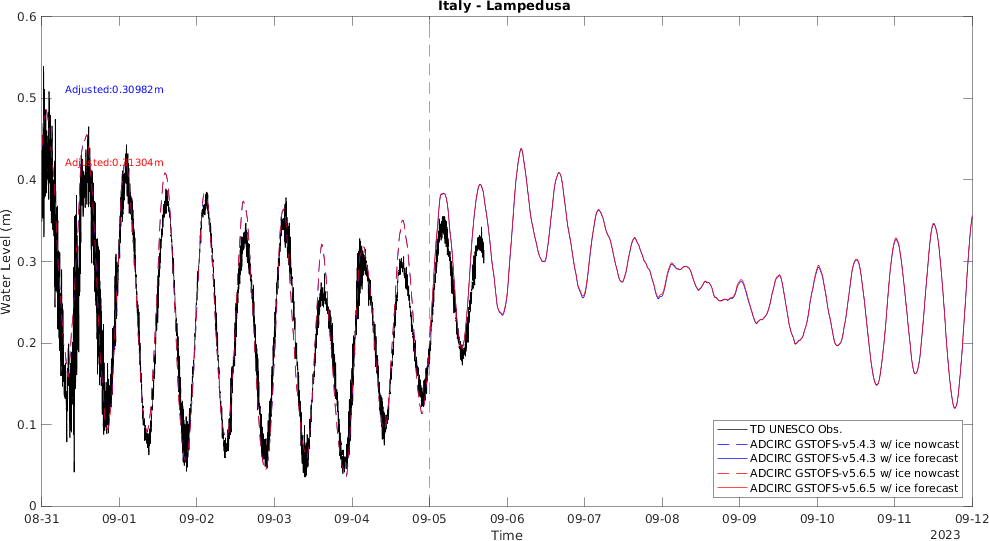 Italy - Lampedusa
0.6
0.5
0.4
0.3
0.2
0.1
0
Water Level (m)
Adjusted:0.30982m
08-31
09-01
09-02
09-03
09-04
09-05
09-06
09-07
09-08
09-09
09-10
09-11
09-12
2023
Time
TD UNESCO Obs.
ADCIRC GSTOFS-v5.4.3 w/ ice nowcast
ADCIRC GSTOFS-v5.4.3 w/ ice forecast
ADCIRC GSTOFS-v5.6.5 w/ ice nowcast
ADCIRC GSTOFS-v5.6.5 w/ ice forecast